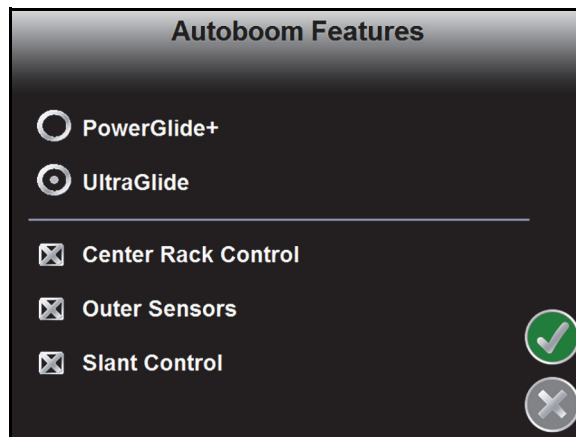 Autoboom Features
PowerGlide+
UltraGlide
Center Rack Control
Outer Sensors
Slant Control